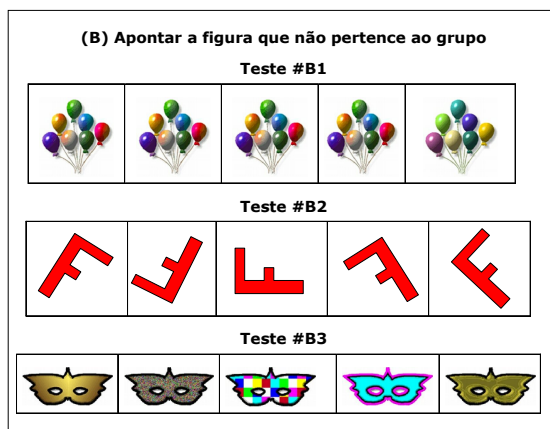 (B) Apontar a figura que não pertence ao grupo
Teste #B1
Teste #B2
Teste #B3